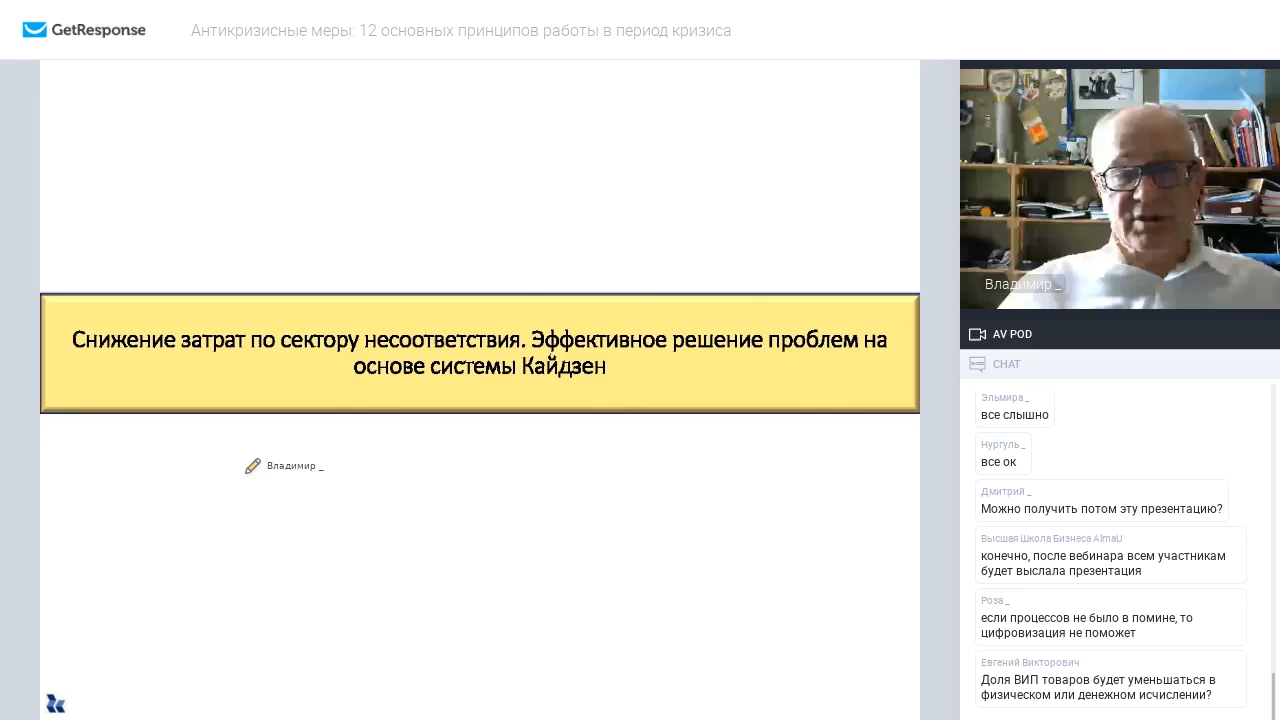 GetResponse
Антикризисные меры: 12 основных принципов работы в период кризиса
Снижение затрат по сектору несоответствия. Эффективное решение проблем на
основе системы Кайдзен
Владимир _
Владимир _
AV POD
CHAT
Эльмира _
все слышно
Нургуль _
все ок
Дмитрий _
Можно получить потом эту презентацию?
Высшая Школа Бизнеса AlmaU
конечно, после вебинара всем участникам
будет выслала презентация
Роза _
если процессов не было в помине, то
цифровизация не поможет
Евгений Викторович
Доля ВИП товаров будет уменьшаться в
физическом или денежном исчислении?